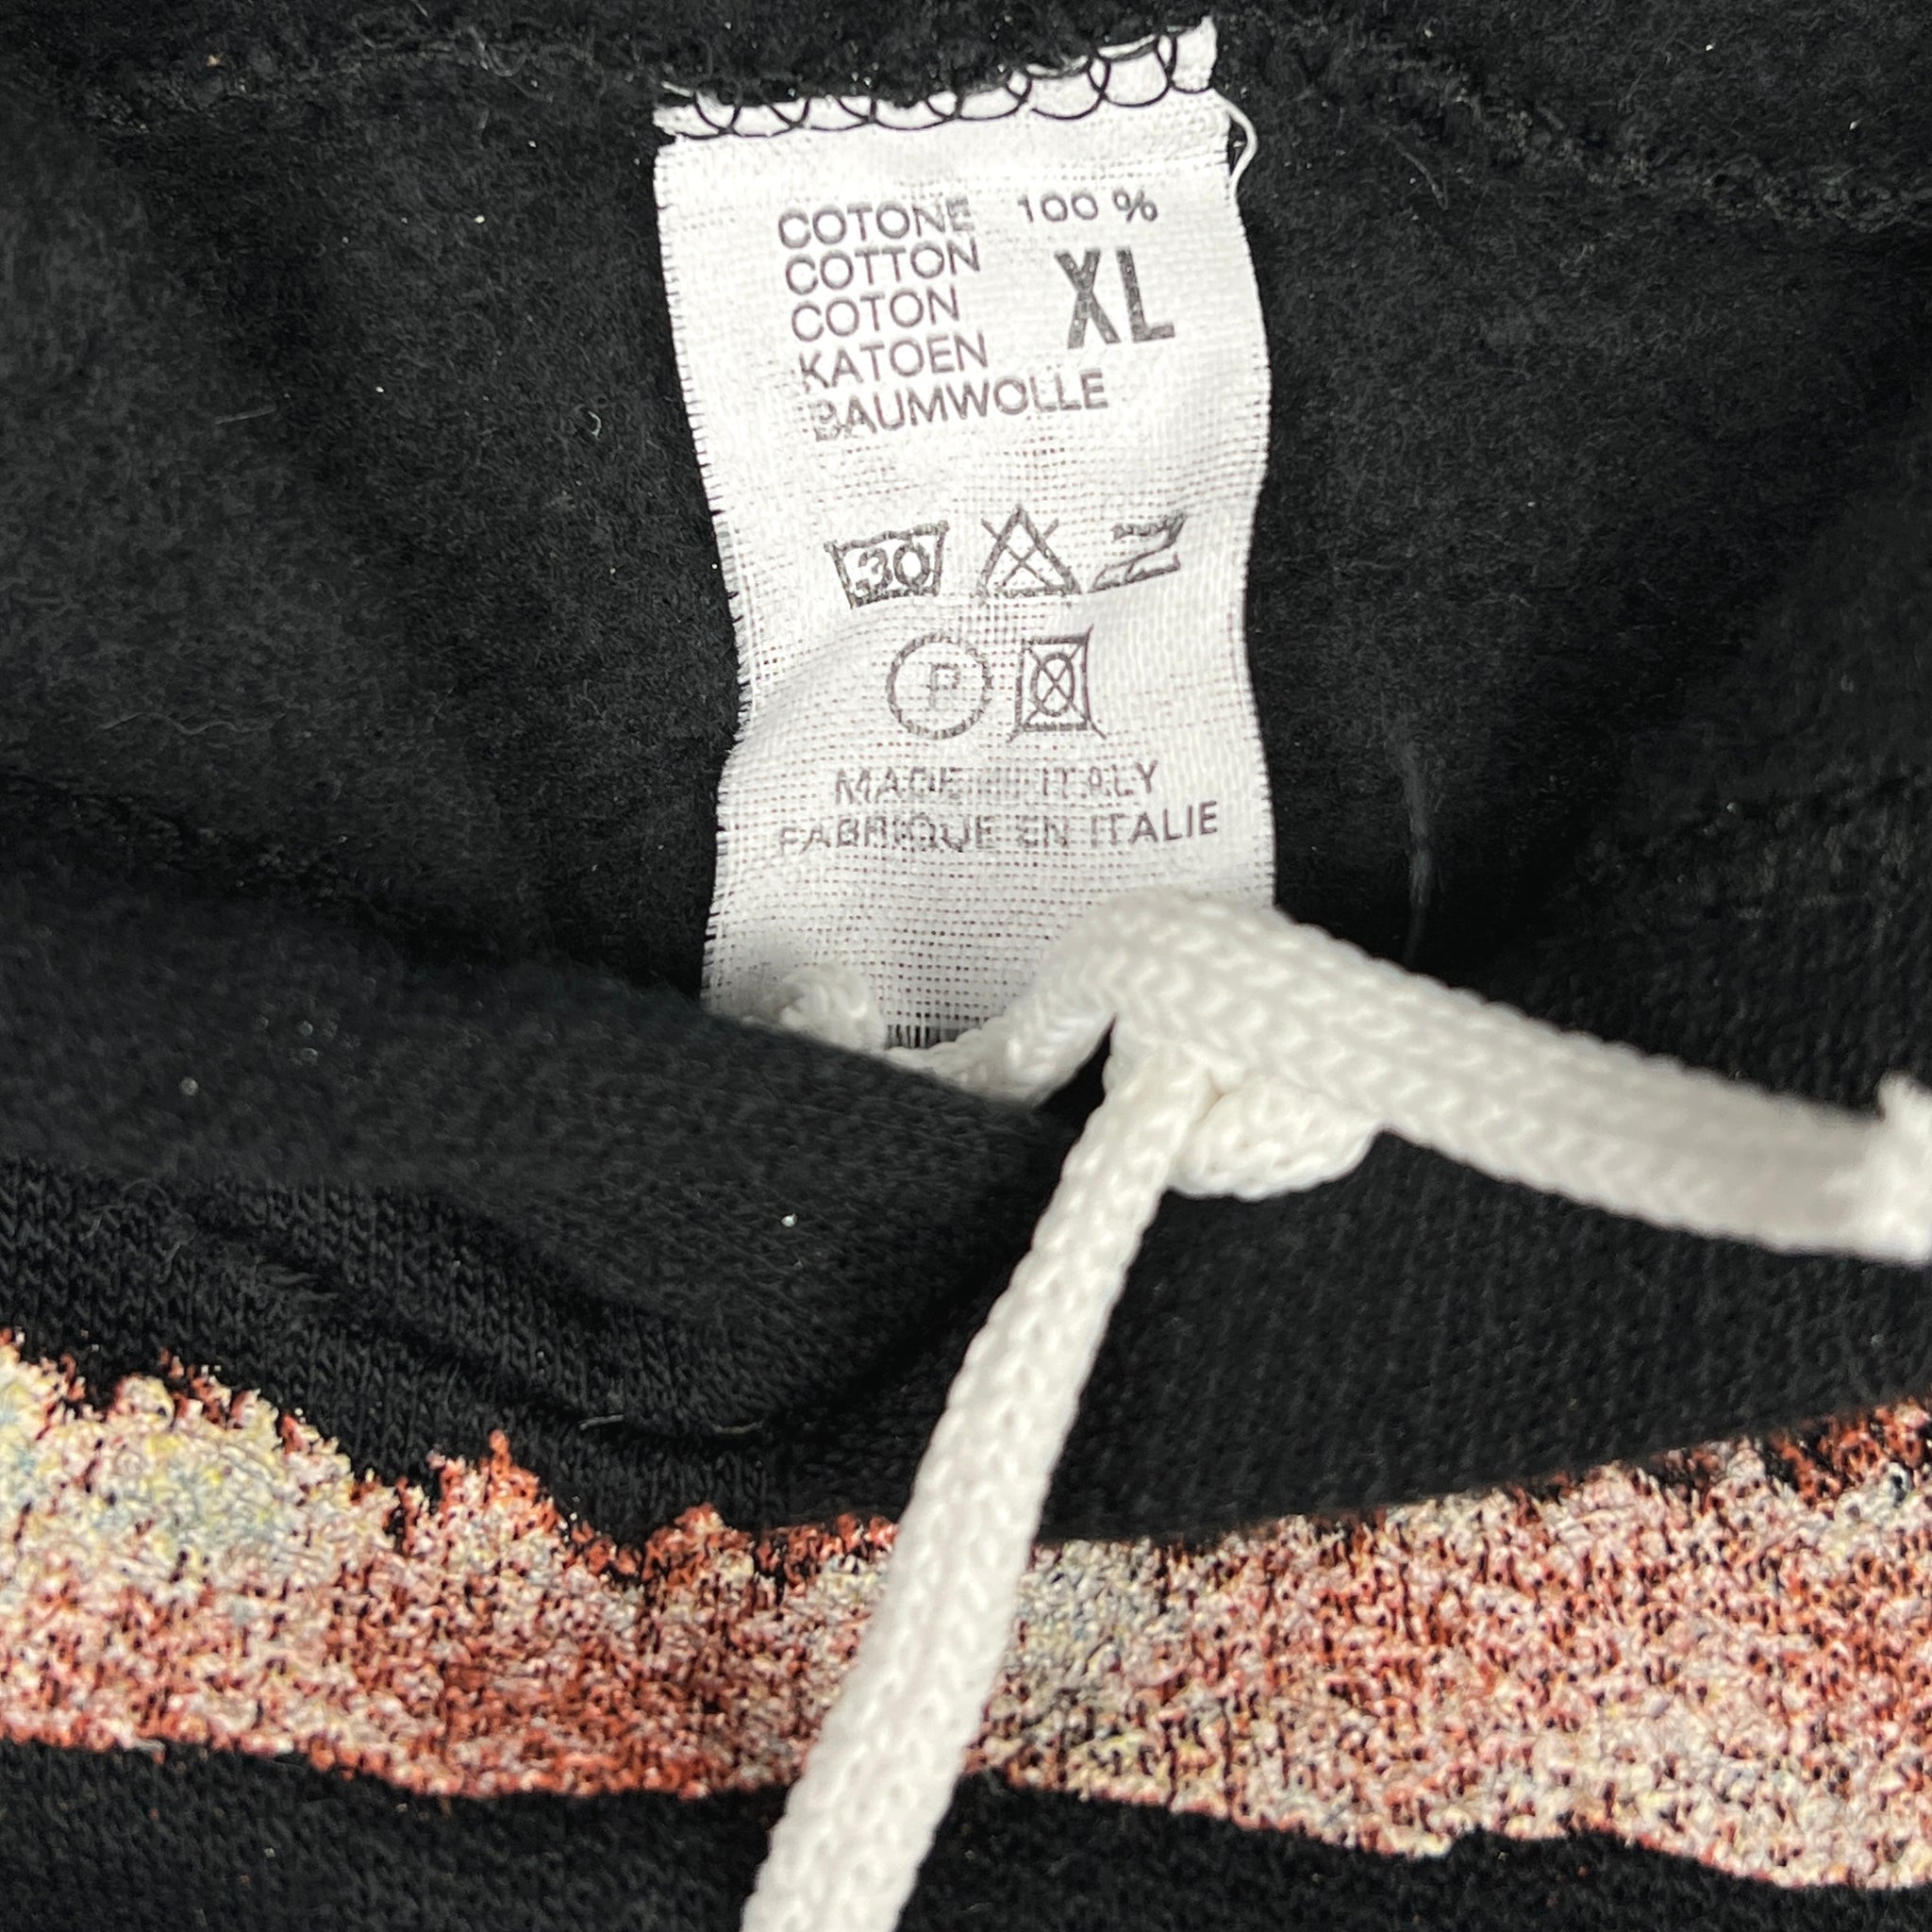 COTONE 100 %
COTTON
COTON
XL
KATOEN
BAUMWOLLE
30
P
MADE IN ITALY
FABRIQUE EN ITALIE